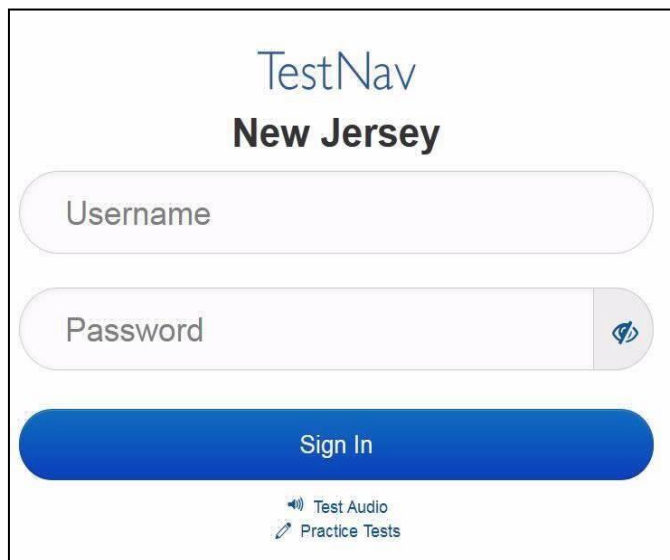 TestNav
New Jersey
Username
Password
Sign In
Test Audio
Practice Tests